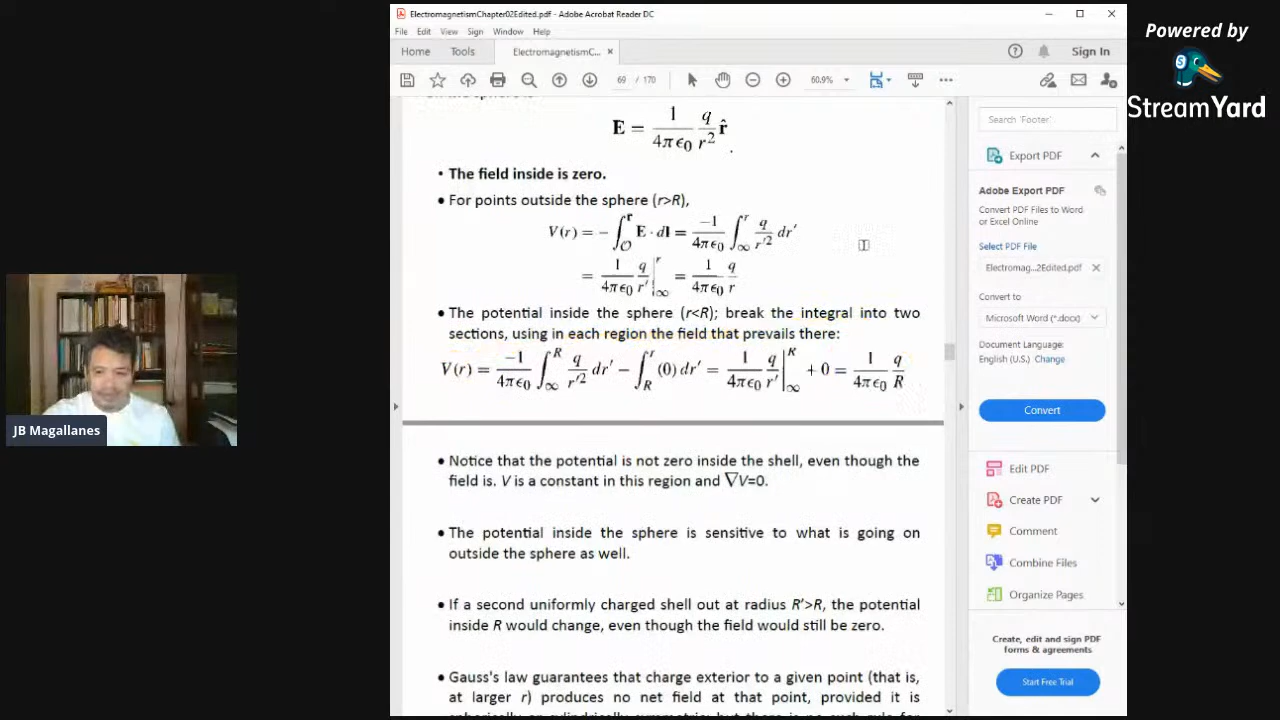 ElectromagnetismChapter02Edited.pdf - Adobe Acrobat Reader DC
File Edit View Sign Window Help
Home Tools ElectromagnetismC... × Sign In
69 / 170 60.9%
E = 1/4πϵ₀ q/r² r̂ .
• The field inside is zero.
• For points outside the sphere (r>R),
V(r) = − ∫_O^r E · dl = −1/4πϵ₀ ∫_∞^r q/r′² dr′
= 1/4πϵ₀ q/r′ |_∞^r = 1/4πϵ₀ q/r
• The potential inside the sphere (r<R); break the integral into two
sections, using in each region the field that prevails there:
V(r) = −1/4πϵ₀ ∫_∞^R q/r′² dr′ − ∫_R^r (0) dr′ = 1/4πϵ₀ q/r′ |_∞^R + 0 = 1/4πϵ₀ q/R
• Notice that the potential is not zero inside the shell, even though the
field is. V is a constant in this region and ∇V=0.
• The potential inside the sphere is sensitive to what is going on
outside the sphere as well.
• If a second uniformly charged shell out at radius R'>R, the potential
inside R would change, even though the field would still be zero.
• Gauss's law guarantees that charge exterior to a given point (that is,
at larger r) produces no net field at that point, provided it is
Search 'Footer'
Export PDF
Adobe Export PDF
Convert PDF Files to Word
or Excel Online
Select PDF File
Electromag...2Edited.pdf ×
Convert to
Microsoft Word (*.docx)
Document Language:
English (U.S.) Change
Convert
Edit PDF
Create PDF
Comment
Combine Files
Organize Pages
Convert, edit and sign PDF
forms & agreements
Start Free Trial
JB Magallanes
Powered by
StreamYard